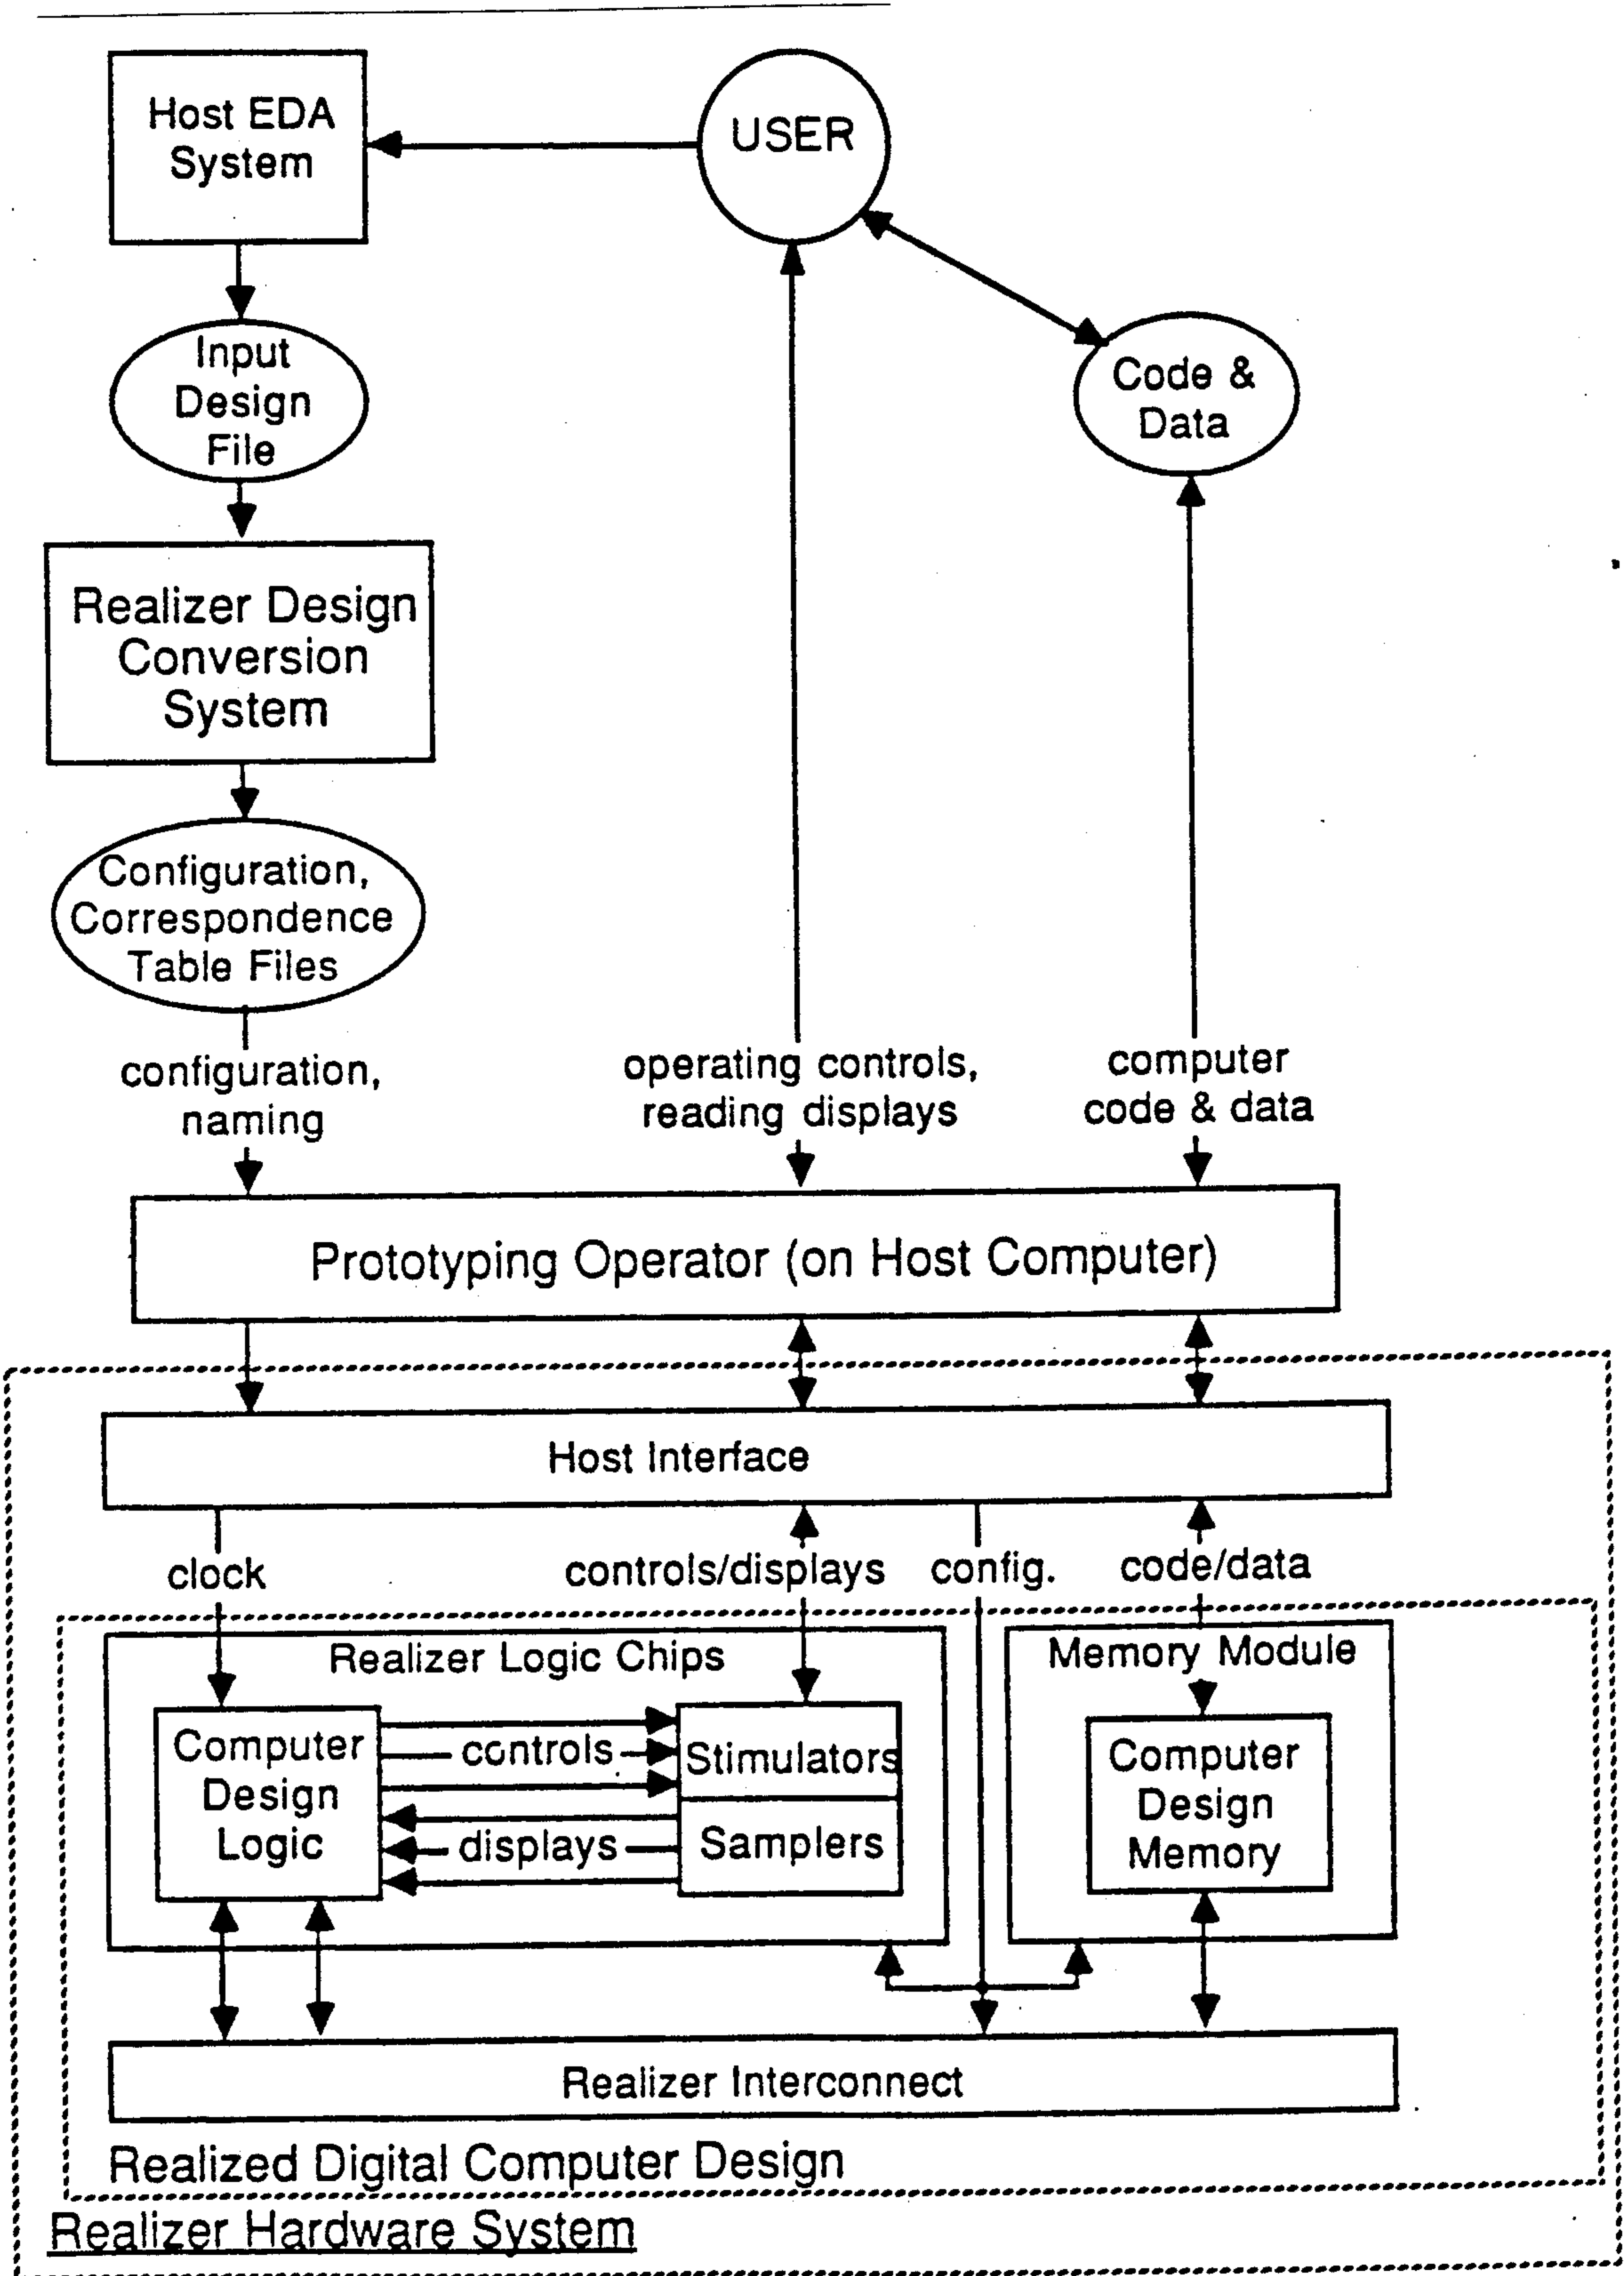 Host EDA
System
USER
Input
Design
File
Code &
Data
Realizer Design
Conversion
System
Configuration,
Correspondence
Table Files
configuration,
naming
operating controls,
reading displays
computer
code & data
Prototyping Operator (on Host Computer)
Host Interface
clock
controls/displays
config.
code/data
Realizer Logic Chips
Memory Module
Computer
Design
Logic
controls
displays
Stimulators
Samplers
Computer
Design
Memory
Realizer Interconnect
Realized Digital Computer Design
Realizer Hardware System